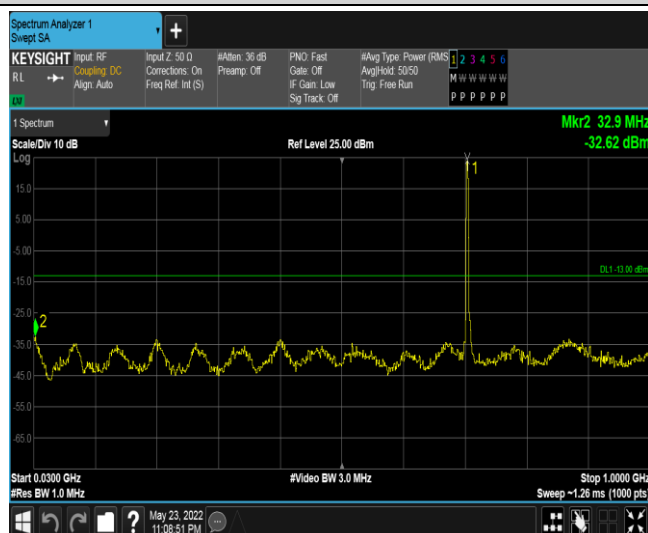 Spectrum Analyzer 1
Swept SA
+
KEYSIGHT
RL
Input: RF
Coupling: DC
Align: Auto
Input Z: 50 Ω
Corrections: On
Freq Ref: Int (S)
#Atten: 36 dB
Preamp: Off
PNO: Fast
Gate: Off
IF Gain: Low
Sig Track: Off
#Avg Type: Power (RMS
Avg|Hold: 50/50
Trig: Free Run
1 2 3 4 5 6
M W W W W W
P P P P P P
1 Spectrum
Mkr2 32.9 MHz
Scale/Div 10 dB
Ref Level 25.00 dBm
-32.62 dBm
Log
1
15.0
5.00
-5.00
DL1 -13.00 dBm
-15.0
-25.0
2
-35.0
-45.0
-55.0
-65.0
Start 0.0300 GHz
#Video BW 3.0 MHz
Stop 1.0000 GHz
#Res BW 1.0 MHz
Sweep ~1.26 ms (1000 pts)
?
May 23, 2022
11:08:51 PM